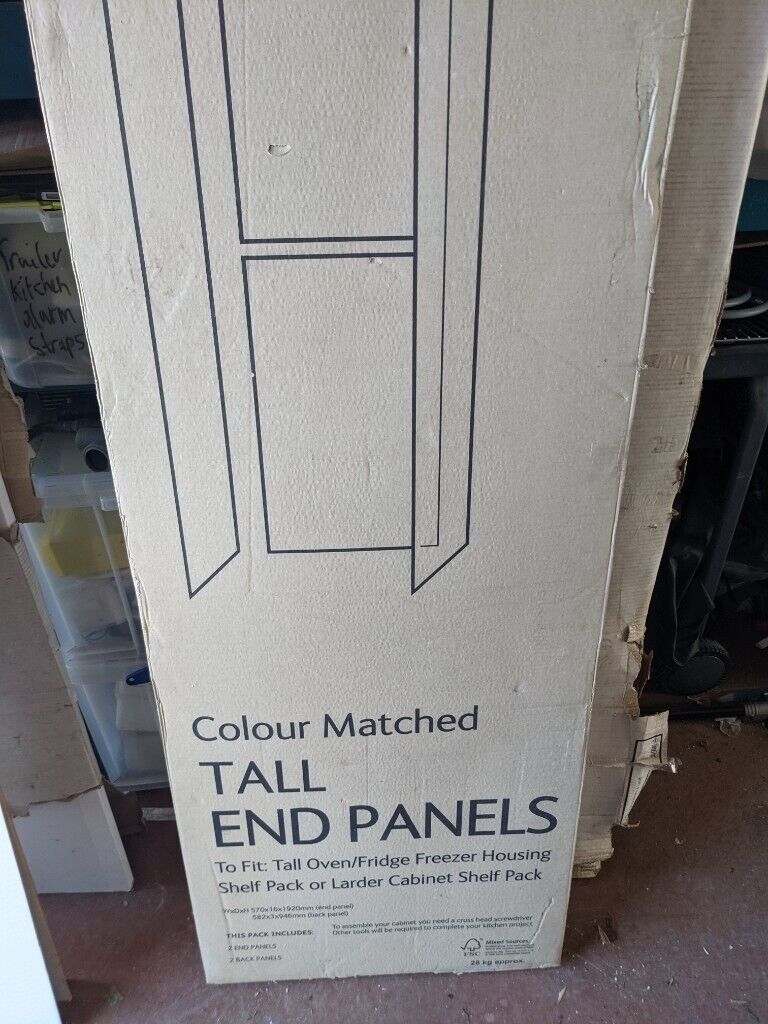 Trailer
Kitchen
alarm
Straps
Colour Matched
TALL
END PANELS
To Fit: Tall Oven/Fridge Freezer Housing
Shelf Pack or Larder Cabinet Shelf Pack
WxDxH 570x16x1920mm (end panel)
582x3x946mm (back panel)
To assemble your cabinet you need a cross head screwdriver
Other tools will be required to complete your kitchen project
THIS PACK INCLUDES:
2 END PANELS
2 BACK PANELS
FSC
Mixed Sources
28 kg approx.